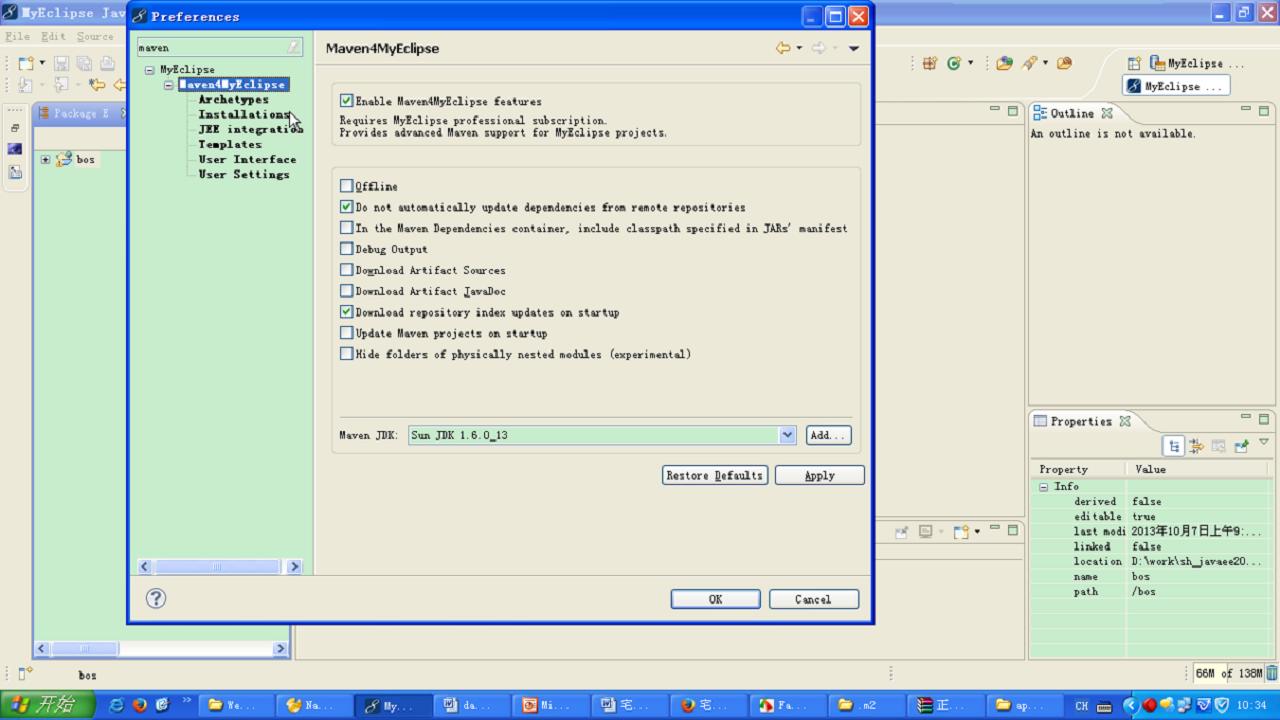 MyEclipse Jav
Preferences
File Edit Source
maven
Maven4MyEclipse
MyEclipse
Maven4MyEclipse
Archetypes
Installations
JEE integration
Templates
User Interface
User Settings
Enable Maven4MyEclipse features
Requires MyEclipse professional subscription.
Provides advanced Maven support for MyEclipse projects.
Offline
Do not automatically update dependencies from remote repositories
In the Maven Dependencies container, include classpath specified in JARs' manifest
Debug Output
Download Artifact Sources
Download Artifact JavaDoc
Download repository index updates on startup
Update Maven projects on startup
Hide folders of physically nested modules (experimental)
Maven JDK: Sun JDK 1.6.0_13 Add...
Restore Defaults Apply
OK Cancel
Package E
bos
MyEclipse ...
MyEclipse ...
Outline
An outline is not available.
Properties
Property Value
Info
derived false
editable true
last modi 2013年10月7日上午9:...
linked false
location D:\work\sh_javaee20...
name bos
path /bos
bos
66M of 138M
开始 We... Na... My... da... Mi... 宅... 宅... Fa... .m2 正... ap... CH 10:34